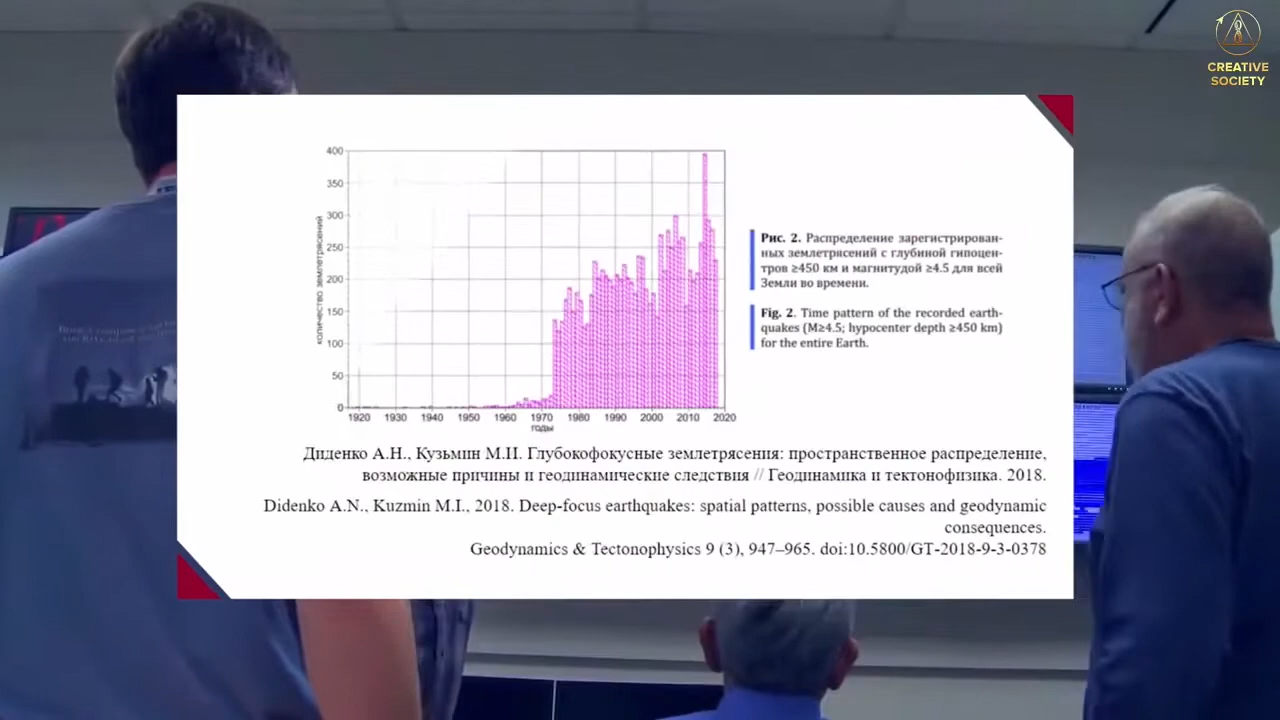 CREATIVE
SOCIETY
400
350
300
250
200
150
100
50
0
количество землетрясений
1920 1930 1940 1950 1960 1970 1980 1990 2000 2010 2020
годы
Рис. 2. Распределение зарегистрирован-
ных землетрясений с глубиной гипоцен-
тров ≥450 км и магнитудой ≥4.5 для всей
Земли во времени.
Fig. 2. Time pattern of the recorded earth-
quakes (M≥4.5; hypocenter depth ≥450 km)
for the entire Earth.
Диденко А.Н., Кузьмин М.И. Глубокофокусные землетрясения: пространственное распределение,
возможные причины и геодинамические следствия // Геодинамика и тектонофизика. 2018.
Didenko A.N., Kuzmin M.I., 2018. Deep-focus earthquakes: spatial patterns, possible causes and geodynamic
consequences.
Geodynamics & Tectonophysics 9 (3), 947–965. doi:10.5800/GT-2018-9-3-0378